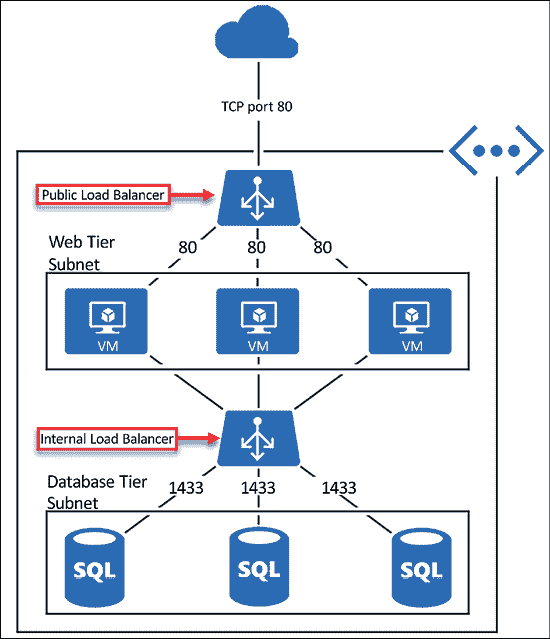 TCP port 80
Public Load Balancer
80 80 80
Web Tier
Subnet
VM VM VM
Internal Load Balancer
Database Tier
Subnet
1433 1433 1433
SQL SQL SQL